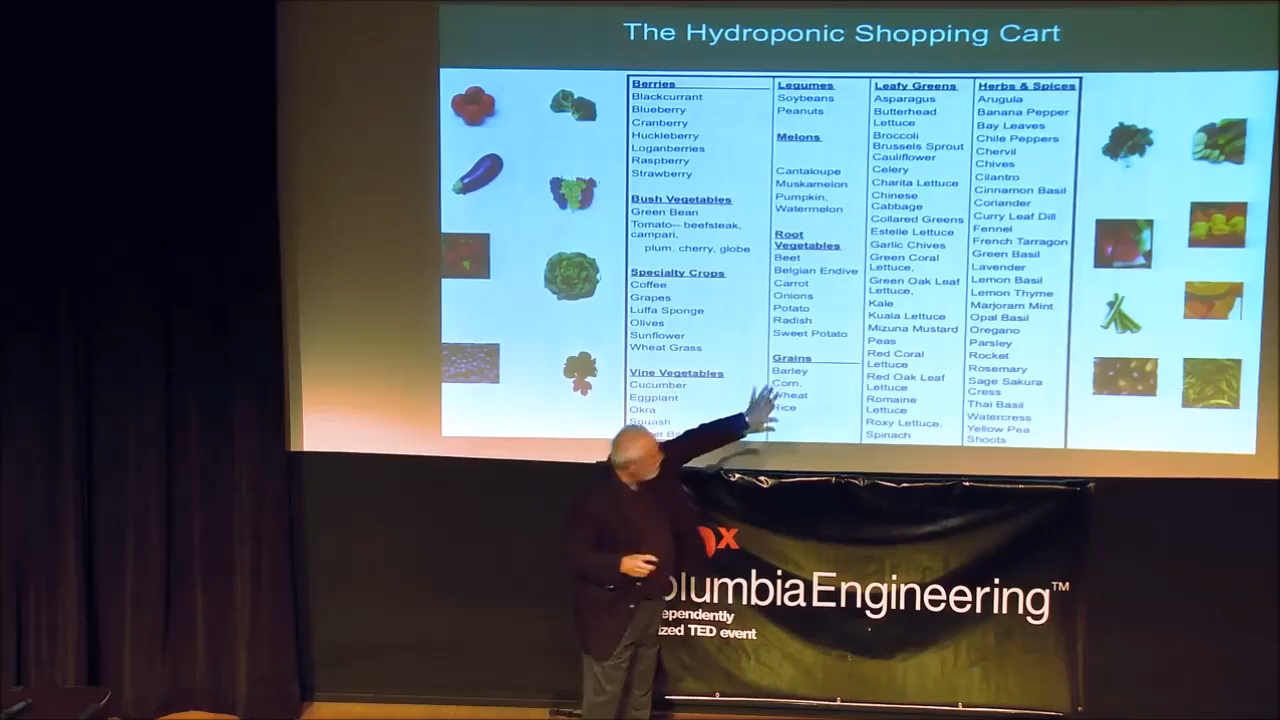 The Hydroponic Shopping Cart
Berries
Blackcurrant
Blueberry
Cranberry
Huckleberry
Loganberries
Raspberry
Strawberry
Bush Vegetables
Green Bean
Tomato– beefsteak,
campari,
plum, cherry, globe
Specialty Crops
Coffee
Grapes
Luffa Sponge
Olives
Sunflower
Wheat Grass
Vine Vegetables
Cucumber
Eggplant
Okra
Squash
Legumes
Soybeans
Peanuts
Melons
Cantaloupe
Muskamelon
Pumpkin,
Watermelon
Root
Vegetables
Beet
Belgian Endive
Carrot
Onions
Potato
Radish
Sweet Potato
Grains
Barley
Corn,
Wheat
Rice
Leafy Greens
Asparagus
Butterhead
Lettuce
Broccoli
Brussels Sprout
Cauliflower
Celery
Charita Lettuce
Chinese
Cabbage
Collared Greens
Estelle Lettuce
Garlic Chives
Green Coral
Lettuce,
Green Oak Leaf
Lettuce,
Kale
Kuala Lettuce
Mizuna Mustard
Peas
Red Coral
Lettuce
Red Oak Leaf
Lettuce
Romaine
Lettuce
Roxy Lettuce,
Spinach
Herbs & Spices
Arugula
Banana Pepper
Bay Leaves
Chile Peppers
Chervil
Chives
Cilantro
Cinnamon Basil
Coriander
Curry Leaf Dill
Fennel
French Tarragon
Green Basil
Lavender
Lemon Basil
Lemon Thyme
Marjoram Mint
Opal Basil
Oregano
Parsley
Rocket
Rosemary
Sage Sakura
Cress
Thai Basil
Watercress
Yellow Pea
Shoots
x
olumbiaEngineering™
ependently
ized TED event